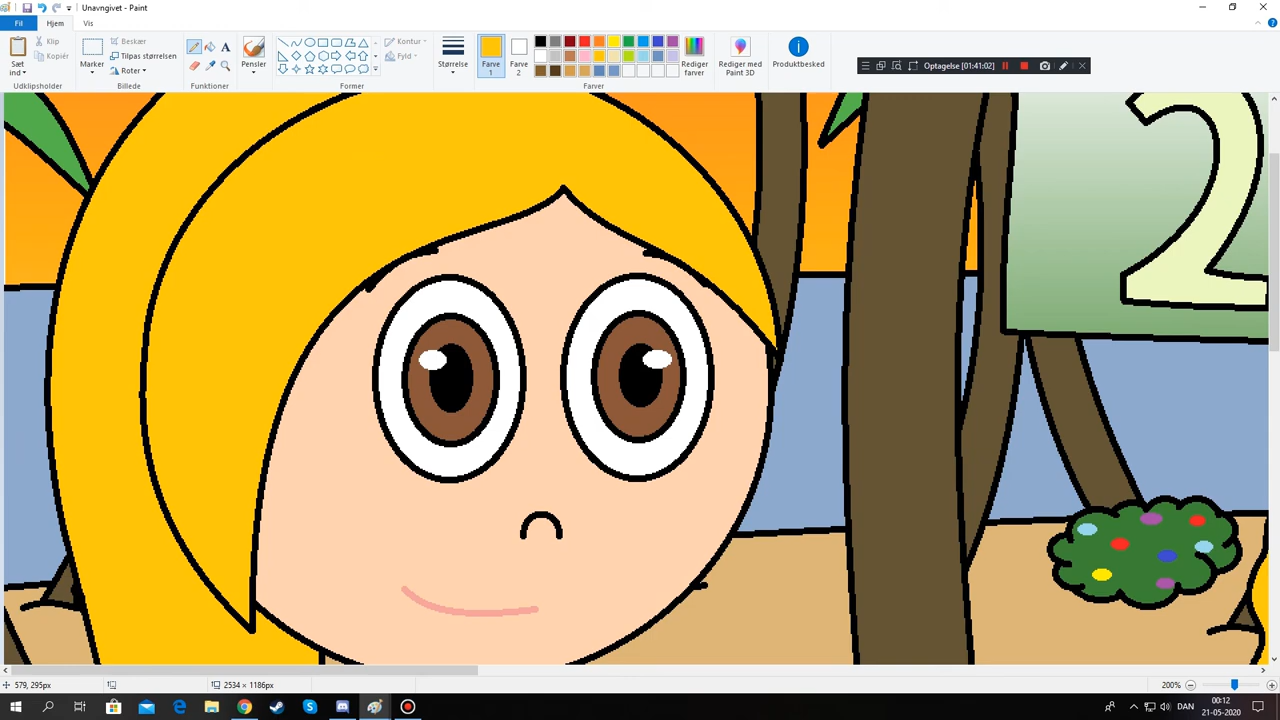 Unavngivet - Paint
Fil Hjem Vis
Sæt ind
Klip
Kopiér
Udklipsholder
Marker
Beskær
Tilpas størrelsen
Roter
Billede
A
Funktioner
Pensler
Kontur
Fyld
Former
Størrelse
Farve 1
Farve 2
Rediger farver
Farver
Rediger med Paint 3D
Produktbesked
Optagelse [01:41:02]
2
579, 295px
2534 × 1186px
200%
DAN
00:12
21-05-2020